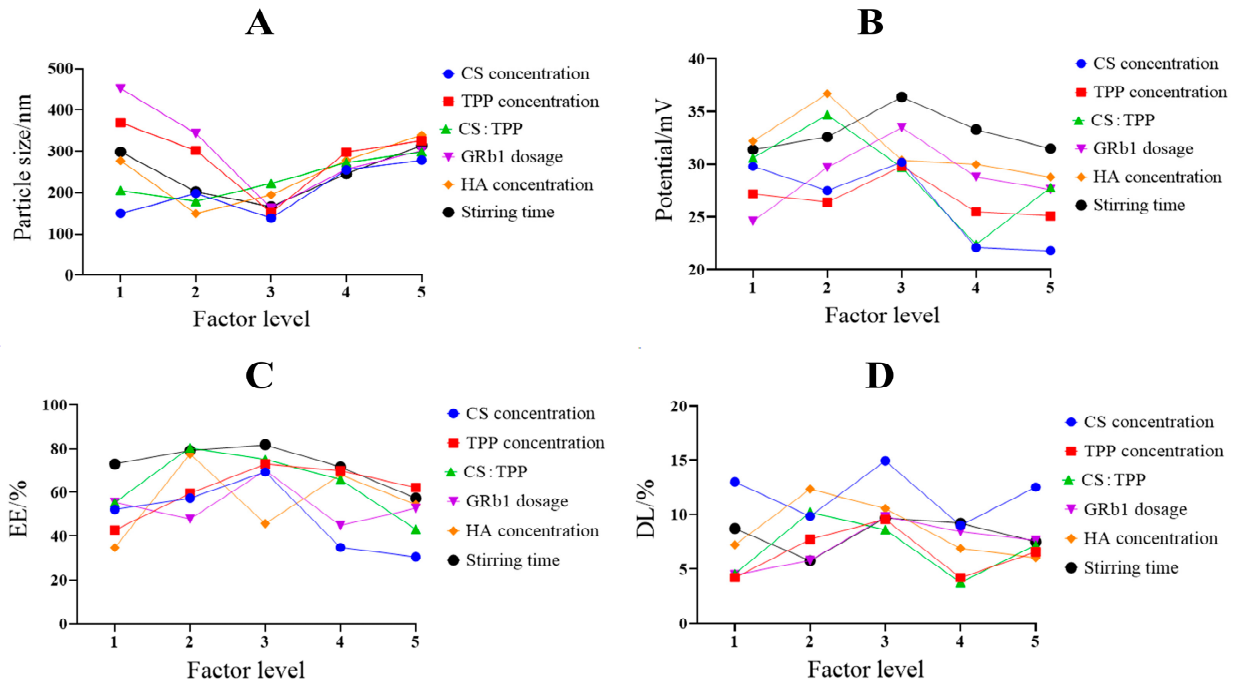 A
Particle size/nm
500
400
300
200
100
0
1 2 3 4 5
Factor level
CS concentration
TPP concentration
CS:TPP
GRb1 dosage
HA concentration
Stirring time
B
Potential/mV
40
35
30
25
20
1 2 3 4 5
Factor level
CS concentration
TPP concentration
CS:TPP
GRb1 dosage
HA concentration
Stirring time
C
EE/%
100
80
60
40
20
0
1 2 3 4 5
Factor level
CS concentration
TPP concentration
CS:TPP
GRb1 dosage
HA concentration
Stirring time
D
DL/%
20
15
10
5
0
1 2 3 4 5
Factor level
CS concentration
TPP concentration
CS:TPP
GRb1 dosage
HA concentration
Stirring time